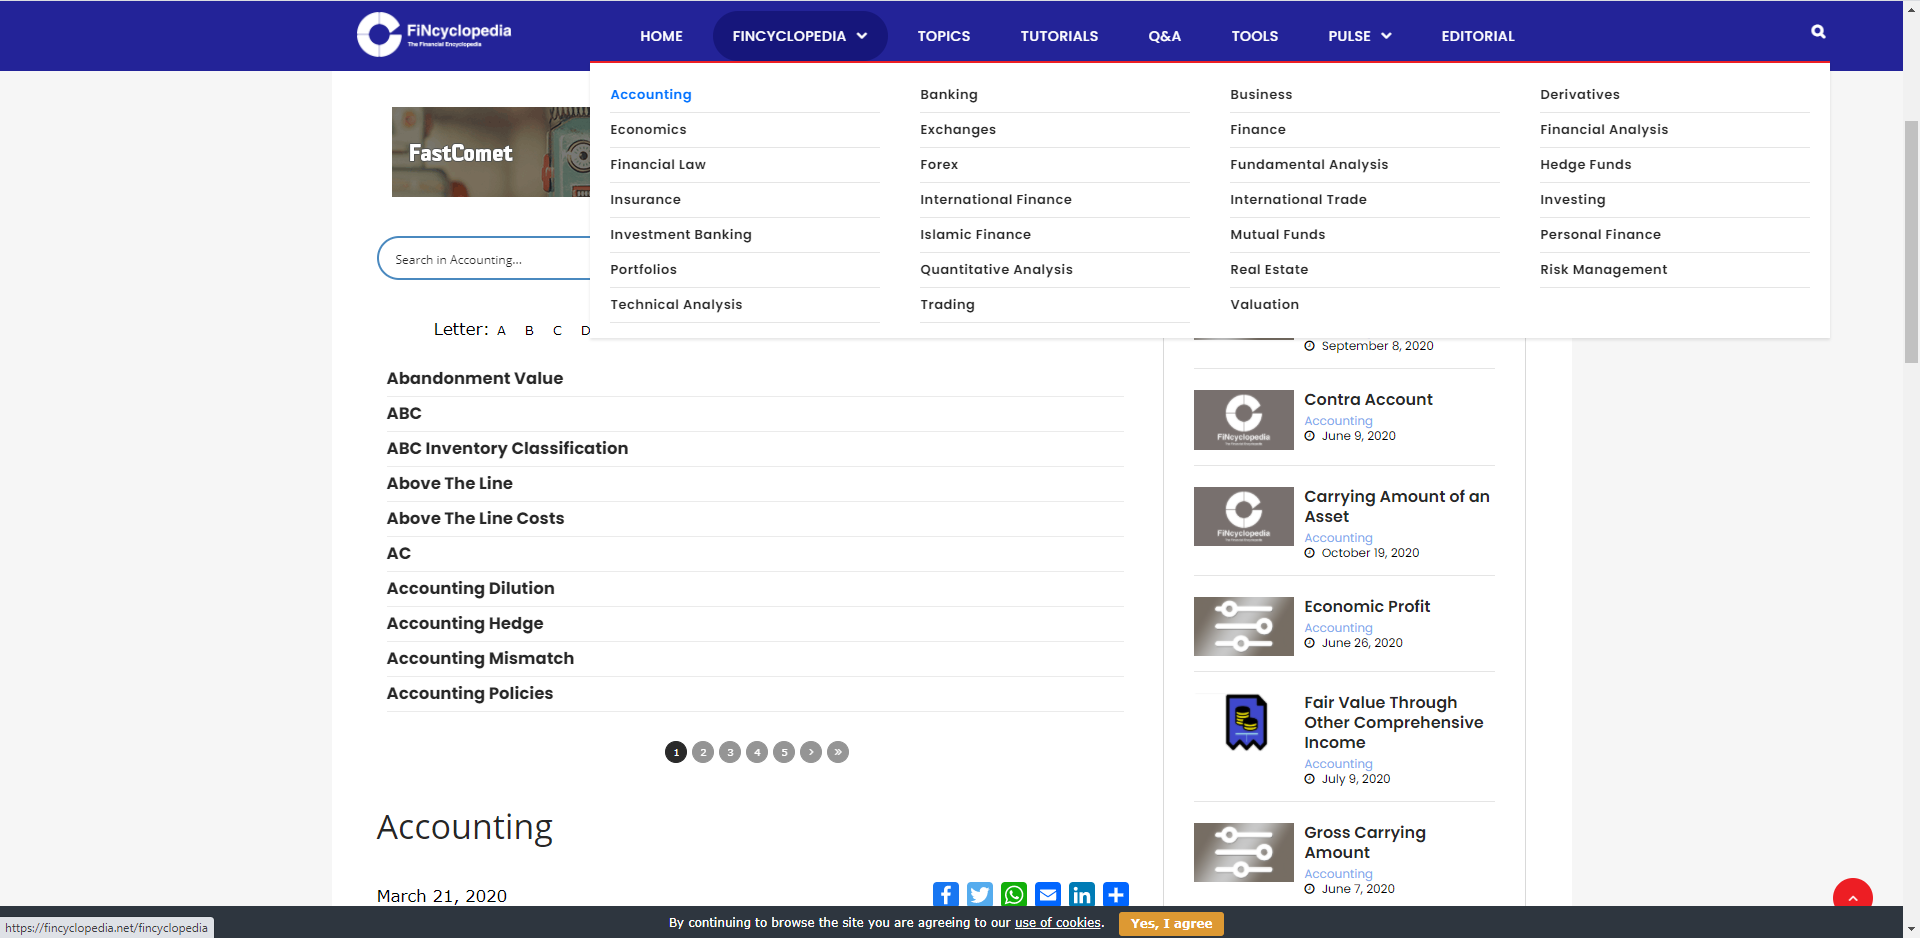 FiNcyclopedia
The Financial Encyclopedia
HOME
FINCYCLOPEDIA
TOPICS
TUTORIALS
Q&A
TOOLS
PULSE
EDITORIAL
Accounting
Banking
Business
Derivatives
Economics
Exchanges
Finance
Financial Analysis
Financial Law
Forex
Fundamental Analysis
Hedge Funds
Insurance
International Finance
International Trade
Investing
Investment Banking
Islamic Finance
Mutual Funds
Personal Finance
Portfolios
Quantitative Analysis
Real Estate
Risk Management
Technical Analysis
Trading
Valuation
FastComet
Search in Accounting...
Letter: A B C D
Abandonment Value
ABC
ABC Inventory Classification
Above The Line
Above The Line Costs
AC
Accounting Dilution
Accounting Hedge
Accounting Mismatch
Accounting Policies
1 2 3 4 5 › »
Accounting
March 21, 2020
September 8, 2020
FiNcyclopedia
Contra Account
Accounting
June 9, 2020
FiNcyclopedia
Carrying Amount of an
Asset
Accounting
October 19, 2020
Economic Profit
Accounting
June 26, 2020
Fair Value Through
Other Comprehensive
Income
Accounting
July 9, 2020
Gross Carrying
Amount
Accounting
June 7, 2020
By continuing to browse the site you are agreeing to our use of cookies.
Yes, I agree
https://fincyclopedia.net/fincyclopedia